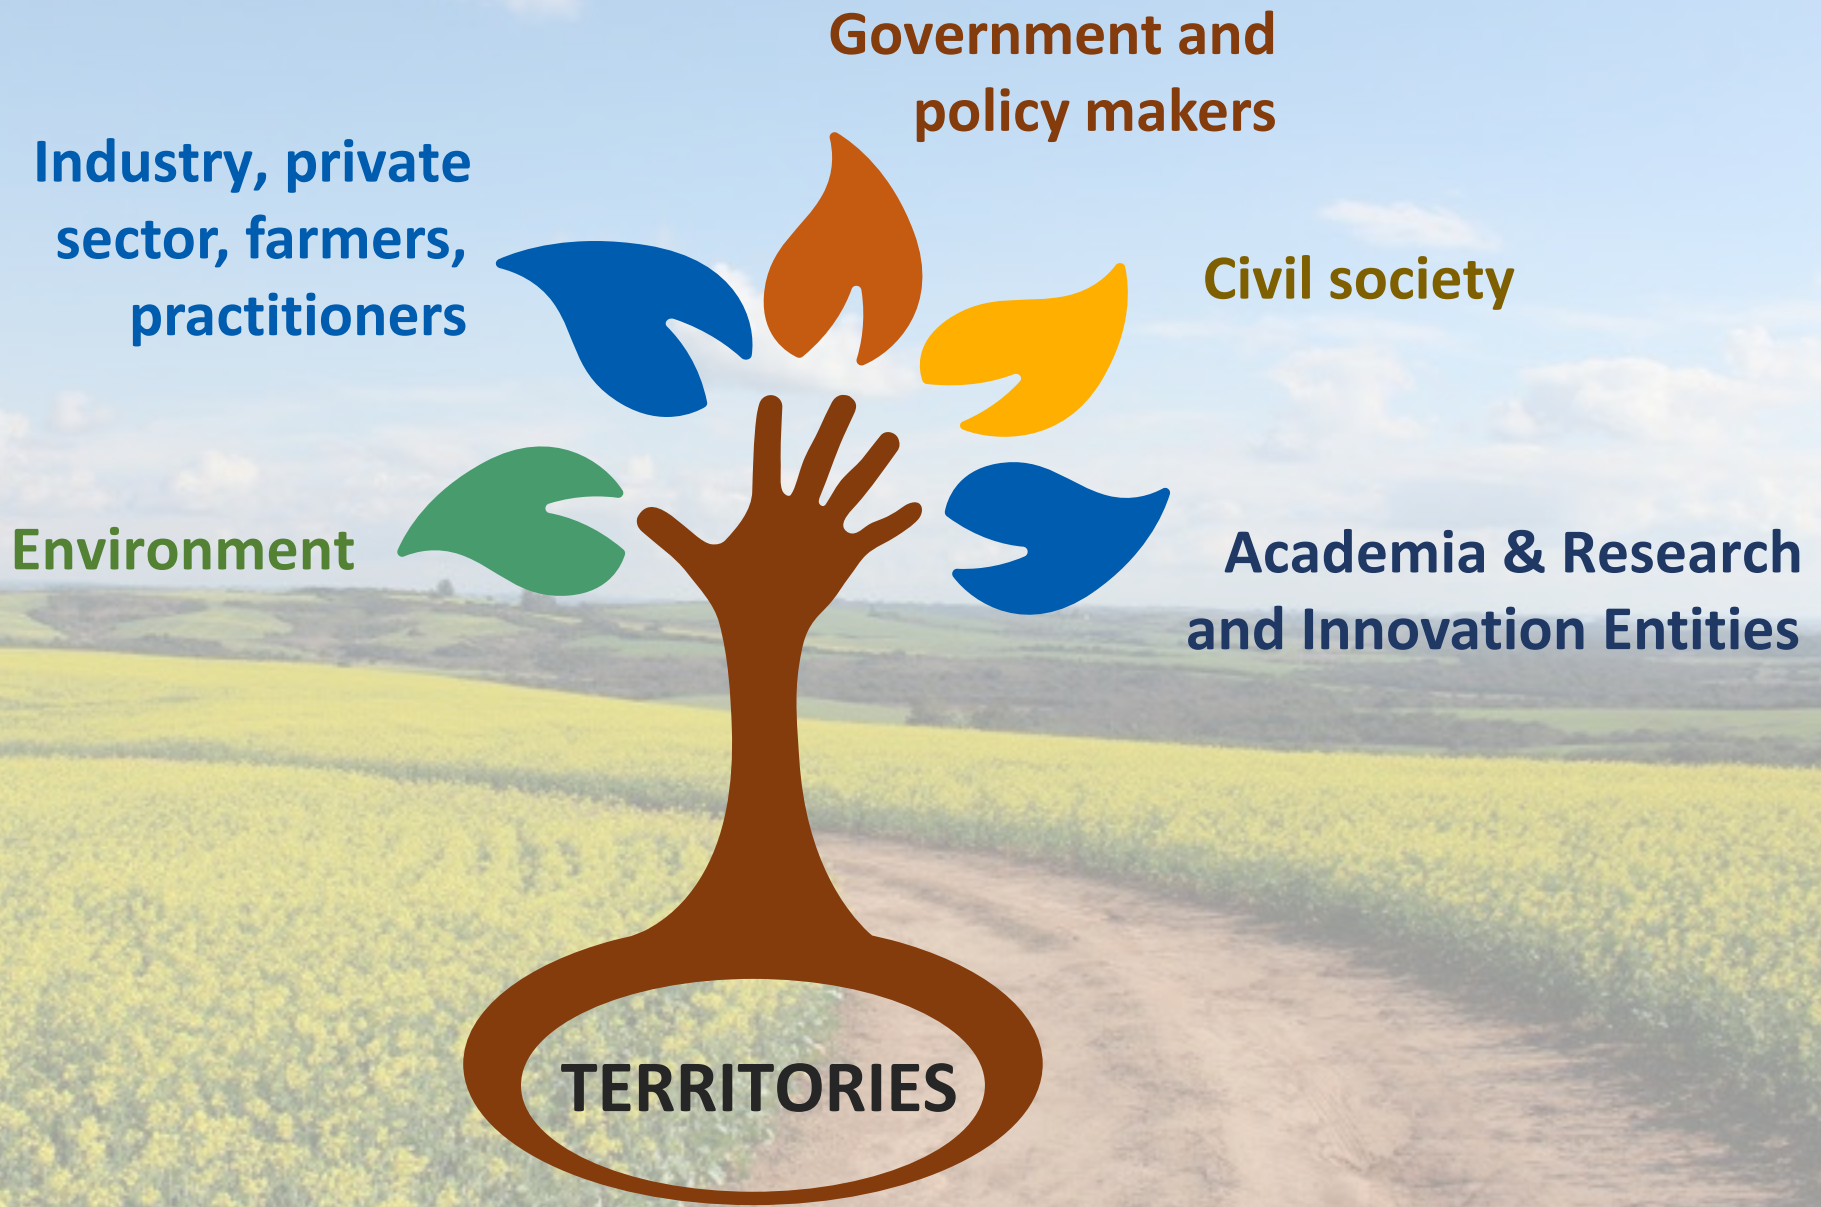 Government and
policy makers
Industry, private
sector, farmers,
practitioners
Civil society
Environment
Academia & Research
and Innovation Entities
TERRITORIES